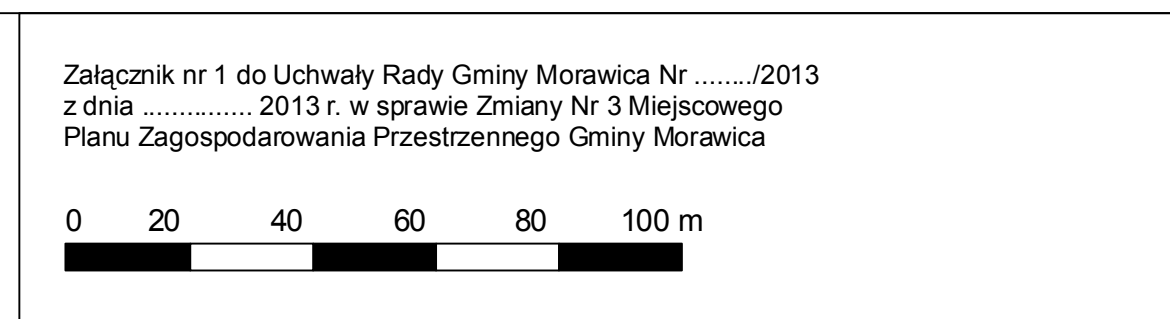 Załącznik nr 1 do Uchwały Rady Gminy Morawica Nr ......../2013
z dnia ............... 2013 r. w sprawie Zmiany Nr 3 Miejscowego
Planu Zagospodarowania Przestrzennego Gminy Morawica
0 20 40 60 80 100 m